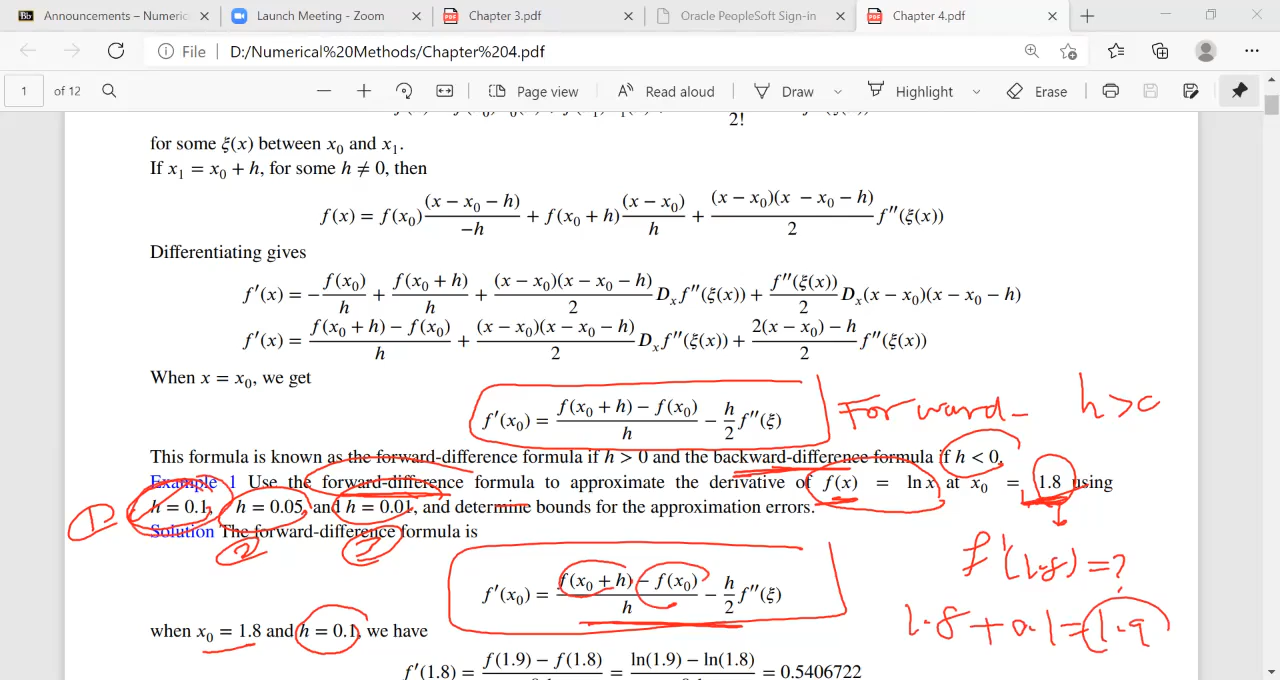 Announcements – Numeric
Launch Meeting - Zoom
Chapter 3.pdf
Oracle PeopleSoft Sign-in
Chapter 4.pdf
File | D:/Numerical%20Methods/Chapter%204.pdf
1 of 12
Page view
Read aloud
Draw
Highlight
Erase
2!
for some ξ(x) between x₀ and x₁.
If x₁ = x₀ + h, for some h ≠ 0, then
f(x) = f(x₀) (x − x₀ − h)/−h + f(x₀ + h) (x − x₀)/h + (x − x₀)(x − x₀ − h)/2 f″(ξ(x))
Differentiating gives
f′(x) = − f(x₀)/h + f(x₀ + h)/h + (x − x₀)(x − x₀ − h)/2 Dₓf″(ξ(x)) + f″(ξ(x))/2 Dₓ(x − x₀)(x − x₀ − h)
f′(x) = f(x₀ + h) − f(x₀)/h + (x − x₀)(x − x₀ − h)/2 Dₓf″(ξ(x)) + 2(x − x₀) − h/2 f″(ξ(x))
When x = x₀, we get
f′(x₀) = f(x₀ + h) − f(x₀)/h − h/2 f″(ξ) Forward h >
This formula is known as the forward-difference formula if h > 0 and the backward-difference formula if h < 0.
Example 1 Use the forward-difference formula to approximate the derivative of f(x) = ln x at x₀ = 1.8 using
① h = 0.1, h = 0.05, and h = 0.01, and determine bounds for the approximation errors.
Solution The forward-difference formula is
② ③
f′(1.8) = ?
f′(x₀) = f(x₀ + h) − f(x₀)/h − h/2 f″(ξ)
1.8 + 0.1 = 1.9
when x₀ = 1.8 and h = 0.1, we have
f′(1.8) = f(1.9) − f(1.8) = ln(1.9) − ln(1.8) = 0.5406722